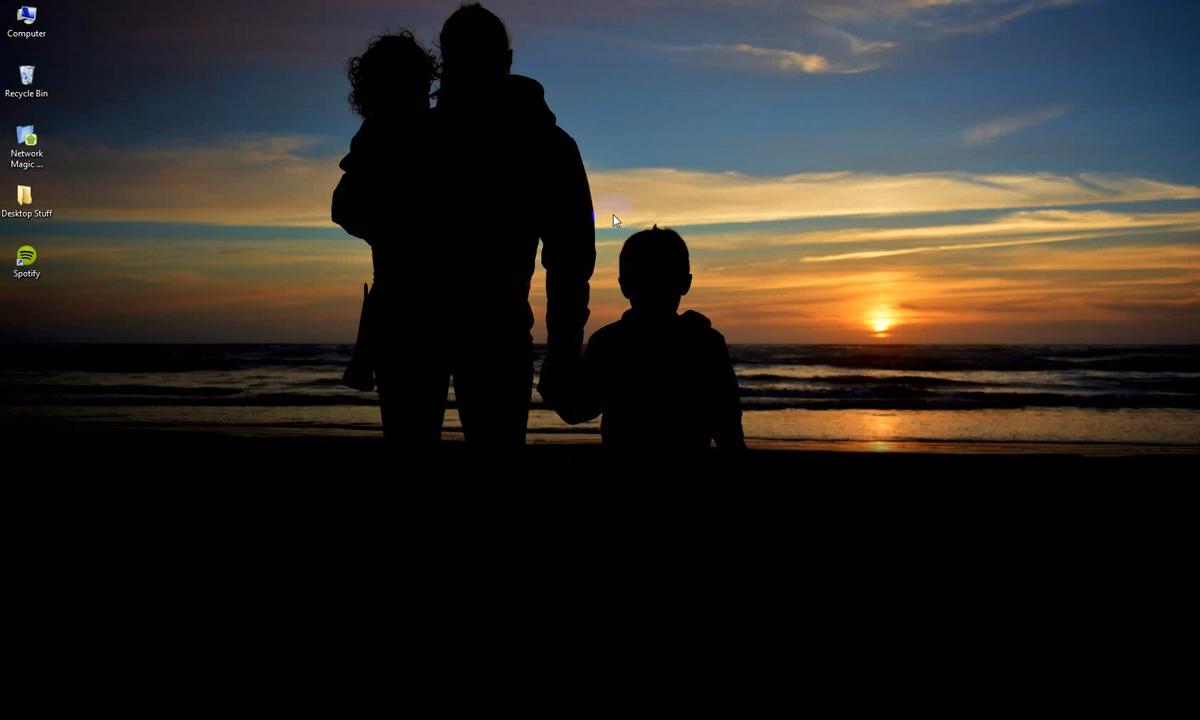 Computer
Recycle Bin
Network
Magic ...
Desktop Stuff
Spotify